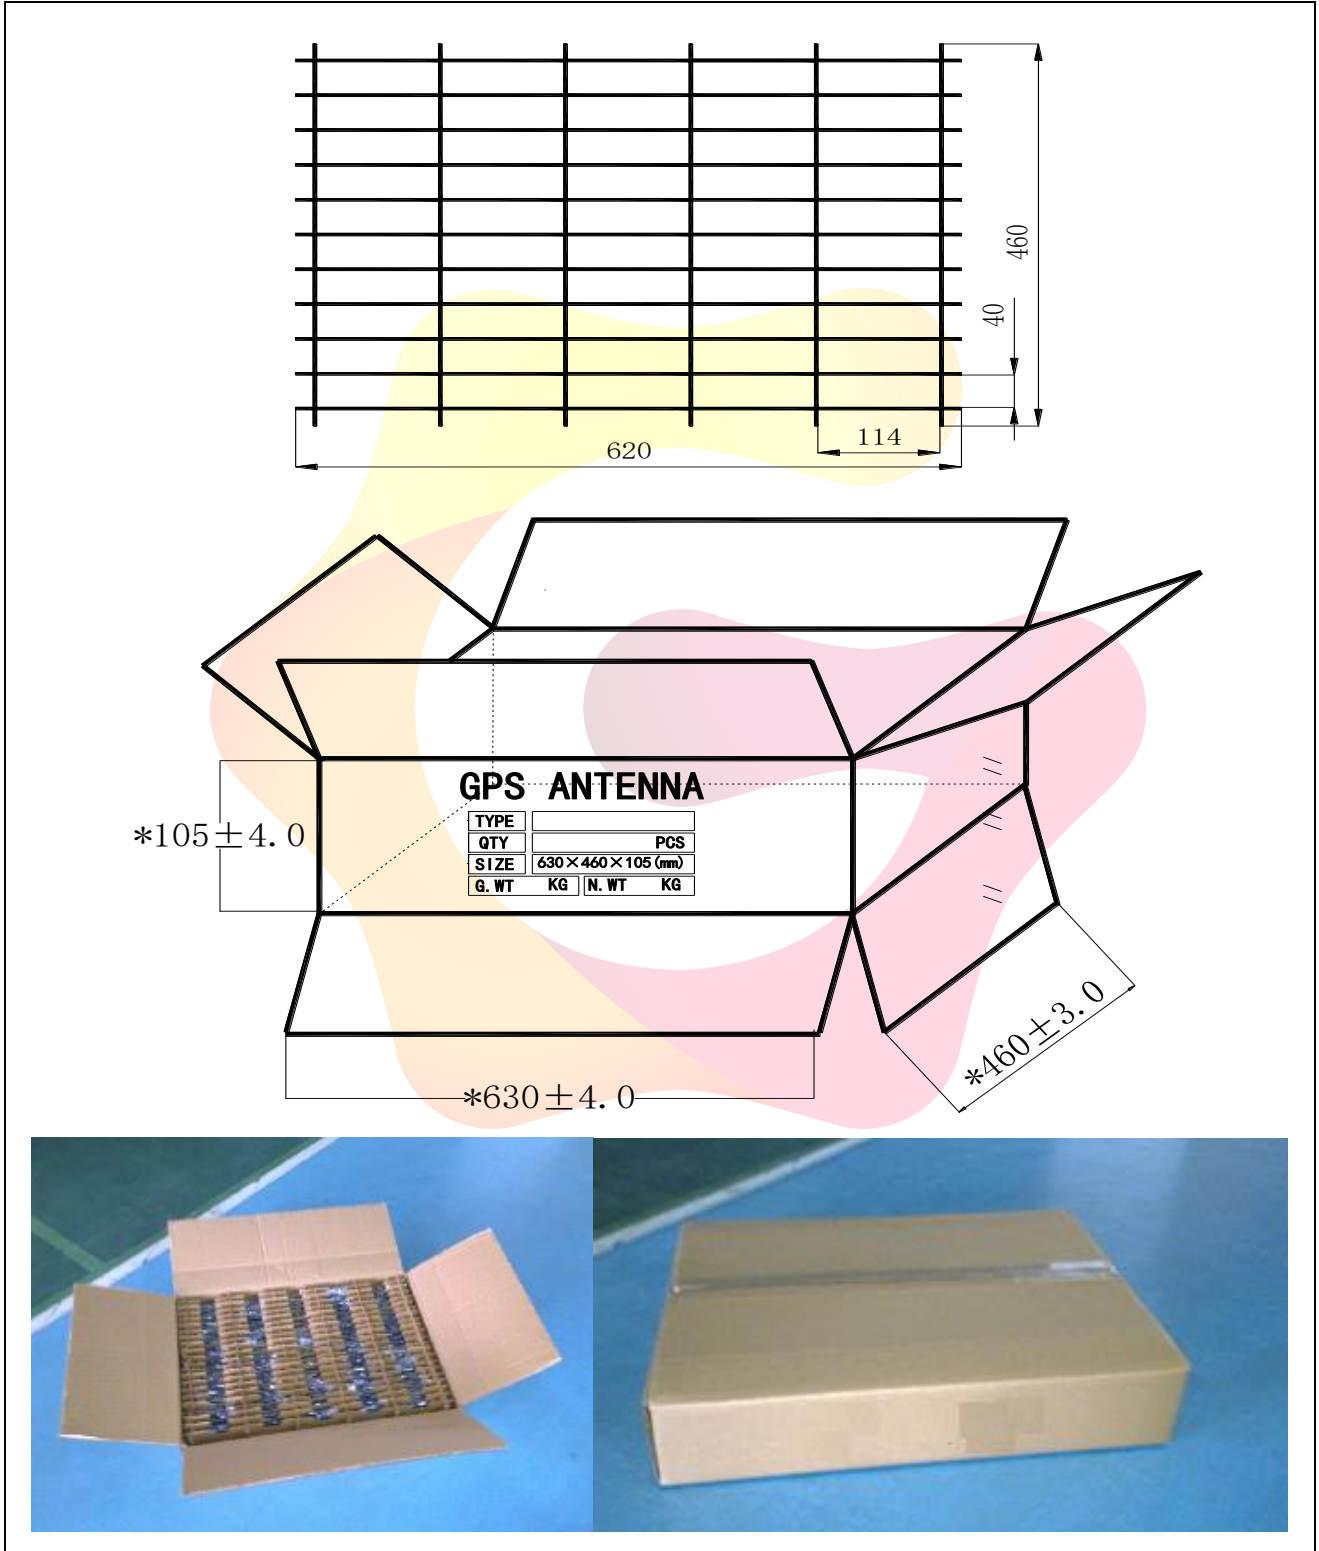 460
40
114
620
GPS ANTENNA
TYPE
QTY PCS
SIZE 630×460×105(mm)
G.WT KG N.WT KG
*105±4.0
*460±3.0
*630±4.0